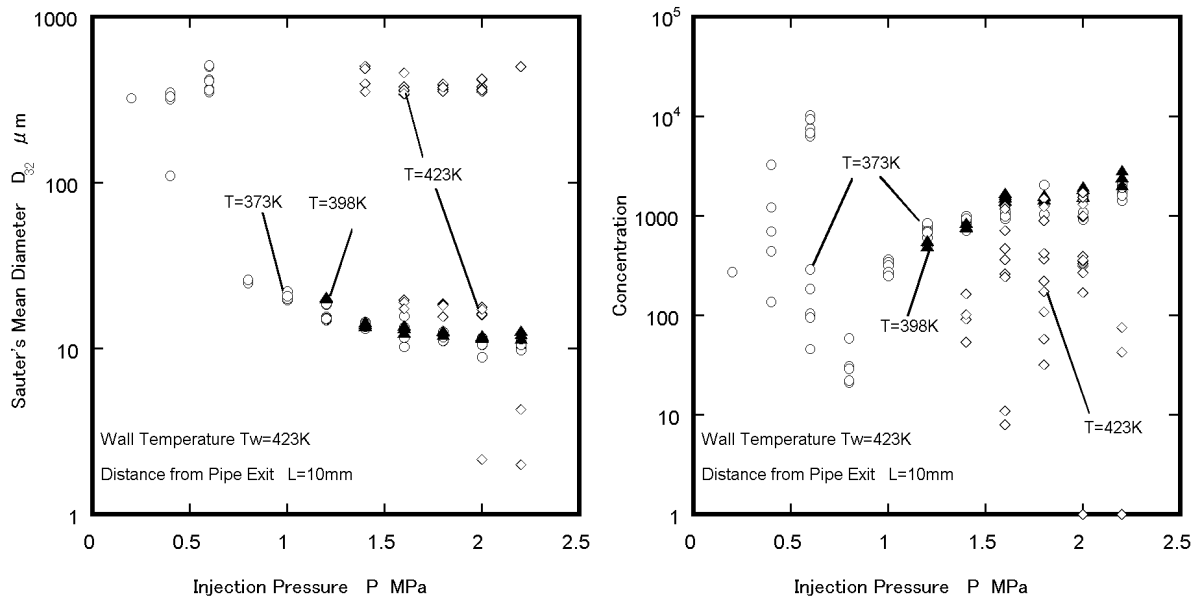 1000
100
10
1
Sauter's Mean Diameter D32 μm
T=373K
T=398K
T=423K
Wall Temperature Tw=423K
Distance from Pipe Exit L=10mm
0 0.5 1 1.5 2 2.5
Injection Pressure P MPa
10^5
10^4
1000
100
10
1
Concentration
T=373K
T=398K
T=423K
Wall Temperature Tw=423K
Distance from Pipe Exit L=10mm
0 0.5 1 1.5 2 2.5
Injection Pressure P MPa